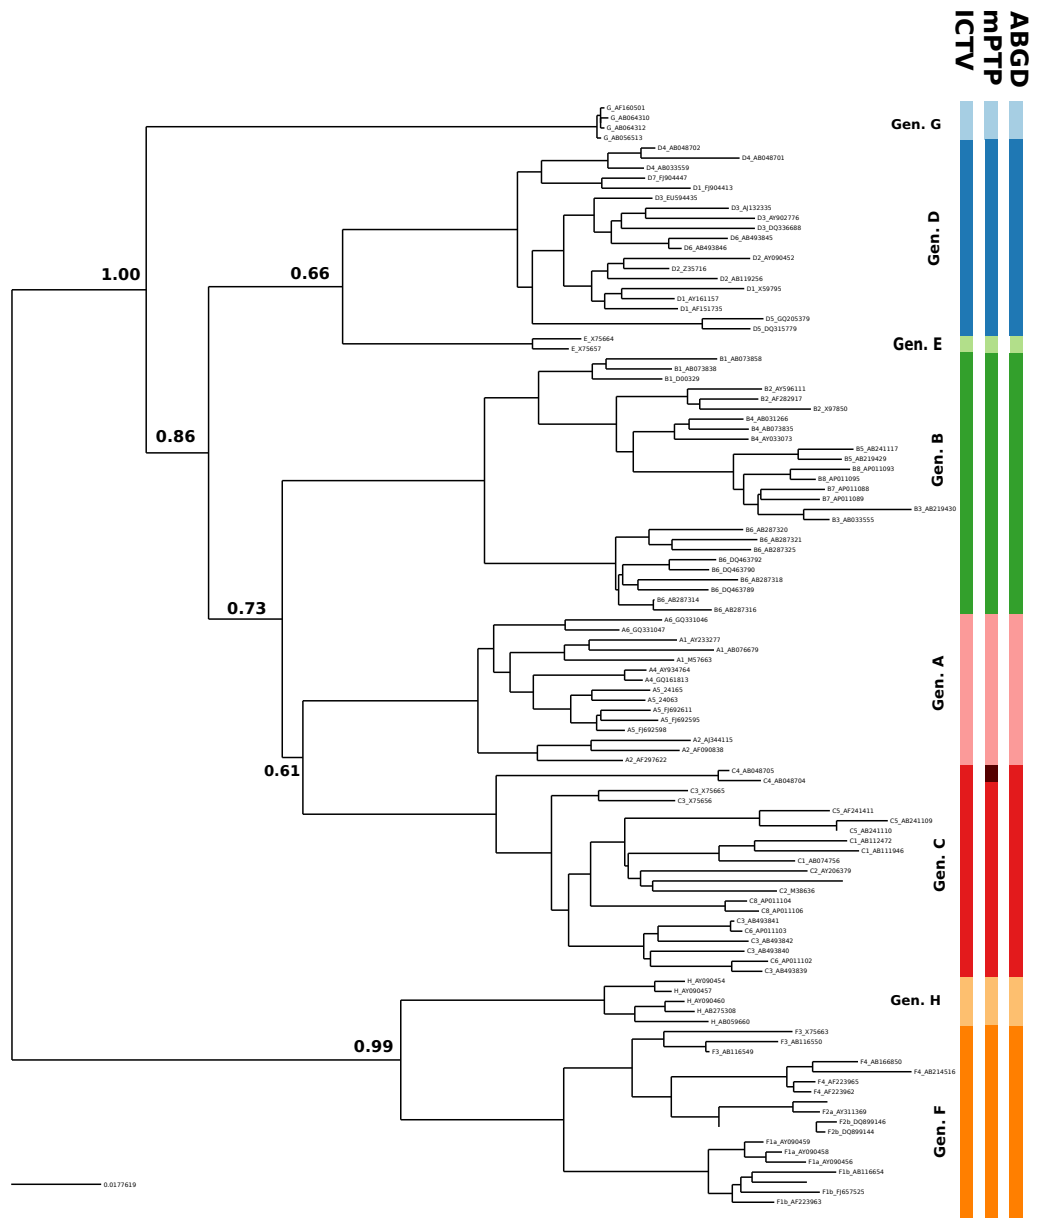 ICTV
mPTP
ABGD
G_AF160501
G_AB064310
Gen. G
G_AB064312
G_AB056513
D4_AB048702
D4_AB048701
D4_AB033559
D7_FJ904447
D1_FJ904413
D3_EU594435
D3_AJ132335
D3_AY902776
D3_DQ336688
Gen. D
D6_AB493845
D6_AB493846
D2_AY090452
D2_Z35716
1.00
0.66
D2_AB119256
D1_X59795
D1_AY161157
D1_AF151735
D5_GQ205379
D5_DQ315779
E_X75664
Gen. E
E_X75657
B1_AB073858
B1_AB073838
B1_D00329
B2_AY596111
B2_AF282917
B2_X97850
B4_AB031266
B4_AB073835
0.86
B4_AY033073
B5_AB241117
Gen. B
B5_AB219429
B8_AP011093
B8_AP011095
B7_AP011088
B7_AP011089
B3_AB219430
B3_AB033555
B6_AB287320
B6_AB287321
B6_AB287325
B6_DQ463792
B6_DQ463790
B6_AB287318
B6_DQ463789
B6_AB287314
0.73
B6_AB287316
A6_GQ331046
A6_GQ331047
A1_AY233277
A1_AB076679
A1_M57663
A4_AY934764
A4_GQ161813
Gen. A
A5_24165
A5_24063
A5_FJ692611
A5_FJ692595
A5_FJ692598
A2_AJ344115
A2_AF090838
A2_AF297622
0.61
C4_AB048705
C4_AB048704
C3_X75665
C3_X75656
C5_AF241411
C5_AB241109
C5_AB241110
C1_AB112472
C1_AB111946
C1_AB074756
Gen. C
C2_AY206379
C2_M38636
C8_AP011104
C8_AP011106
C3_AB493841
C6_AP011103
C3_AB493842
C3_AB493840
C6_AP011102
C3_AB493839
H_AY090454
H_AY090457
H_AY090460
Gen. H
H_AB275308
H_AB059660
F3_X75663
F3_AB116550
0.99
F3_AB116549
F4_AB166850
F4_AB214516
F4_AF223965
F4_AF223962
F2a_AY311369
F2b_DQ899146
F2b_DQ899144
Gen. F
F1a_AY090459
F1a_AY090458
F1a_AY090456
F1b_AB116654
F1b_FJ657525
F1b_AF223963
0.0177619